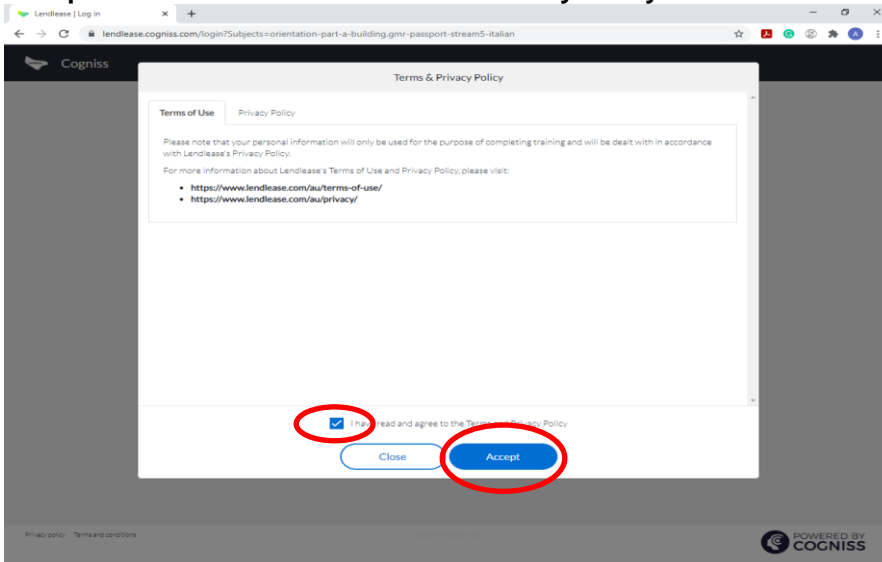 Lendlease | Log in
lendlease.cogniss.com/login?Subjects=orientation-part-a-building.gmr-passport-stream5-italian
A
Cogniss
Terms & Privacy Policy
Terms of Use Privacy Policy
Please note that your personal information will only be used for the purpose of completing training and will be dealt with in accordance
with Lendlease's Privacy Policy.
For more information about Lendlease's Terms of Use and Privacy Policy, please visit:
• https://www.lendlease.com/au/terms-of-use/
• https://www.lendlease.com/au/privacy/
I have read and agree to the Terms and Privacy Policy
Close Accept
Privacy policy Terms and conditions
POWERED BY
COGNISS